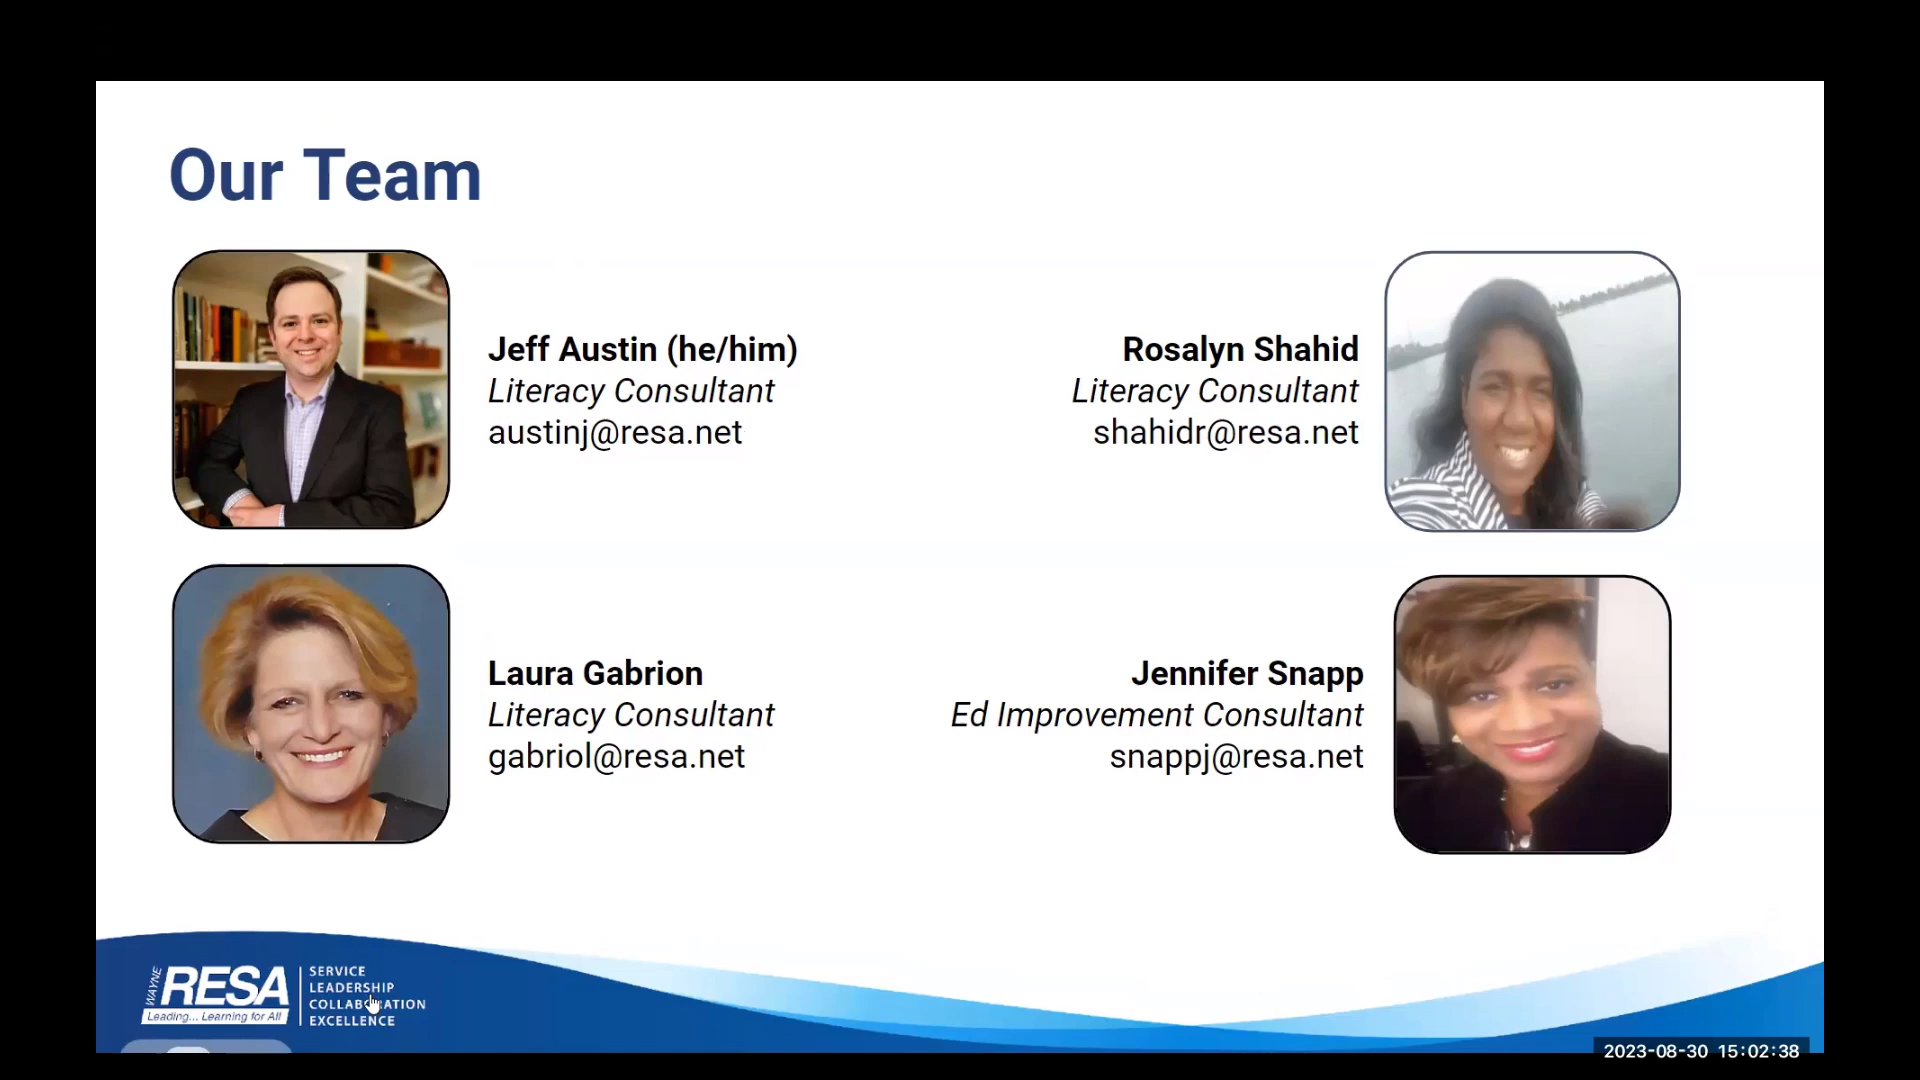 Our Team
Jeff Austin (he/him)
Literacy Consultant
austinj@resa.net
Rosalyn Shahid
Literacy Consultant
shahidr@resa.net
Laura Gabrion
Literacy Consultant
gabriol@resa.net
Jennifer Snapp
Ed Improvement Consultant
snappj@resa.net
WAYNE
RESA
Leading... Learning for All
SERVICE
LEADERSHIP
COLLABORATION
EXCELLENCE
2023-08-30 15:02:38